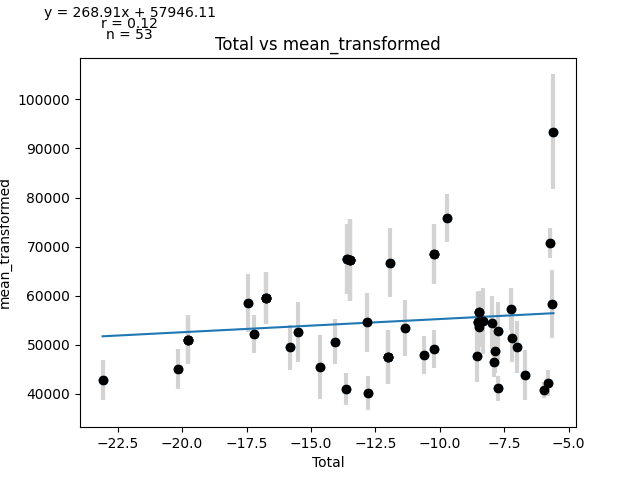 y = 268.91x + 57946.11
r = 0.12
n = 53
Total vs mean_transformed
100000
90000
80000
70000
60000
50000
40000
mean_transformed
−22.5 −20.0 −17.5 −15.0 −12.5 −10.0 −7.5 −5.0
Total